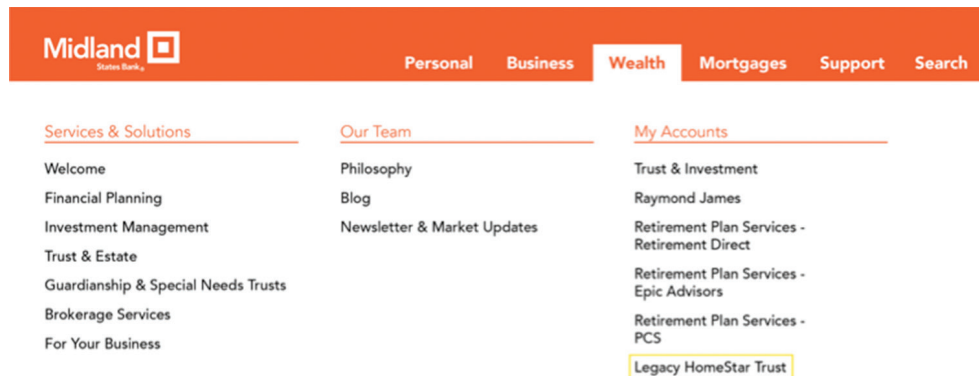 Midland
States Bank®
Personal Business Wealth Mortgages Support Search
Services & Solutions
Welcome
Financial Planning
Investment Management
Trust & Estate
Guardianship & Special Needs Trusts
Brokerage Services
For Your Business
Our Team
Philosophy
Blog
Newsletter & Market Updates
My Accounts
Trust & Investment
Raymond James
Retirement Plan Services -
Retirement Direct
Retirement Plan Services -
Epic Advisors
Retirement Plan Services -
PCS
Legacy HomeStar Trust